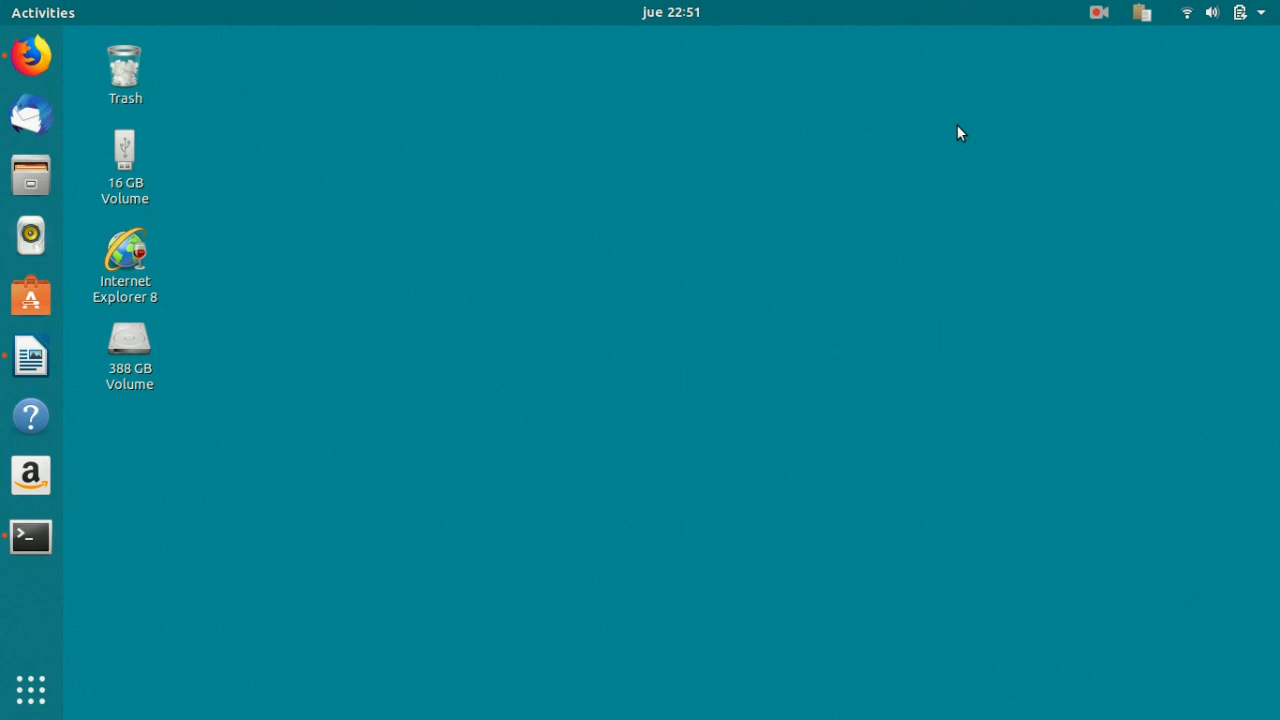 Activities
jue 22:51
Trash
16 GB
Volume
Internet
Explorer 8
388 GB
Volume